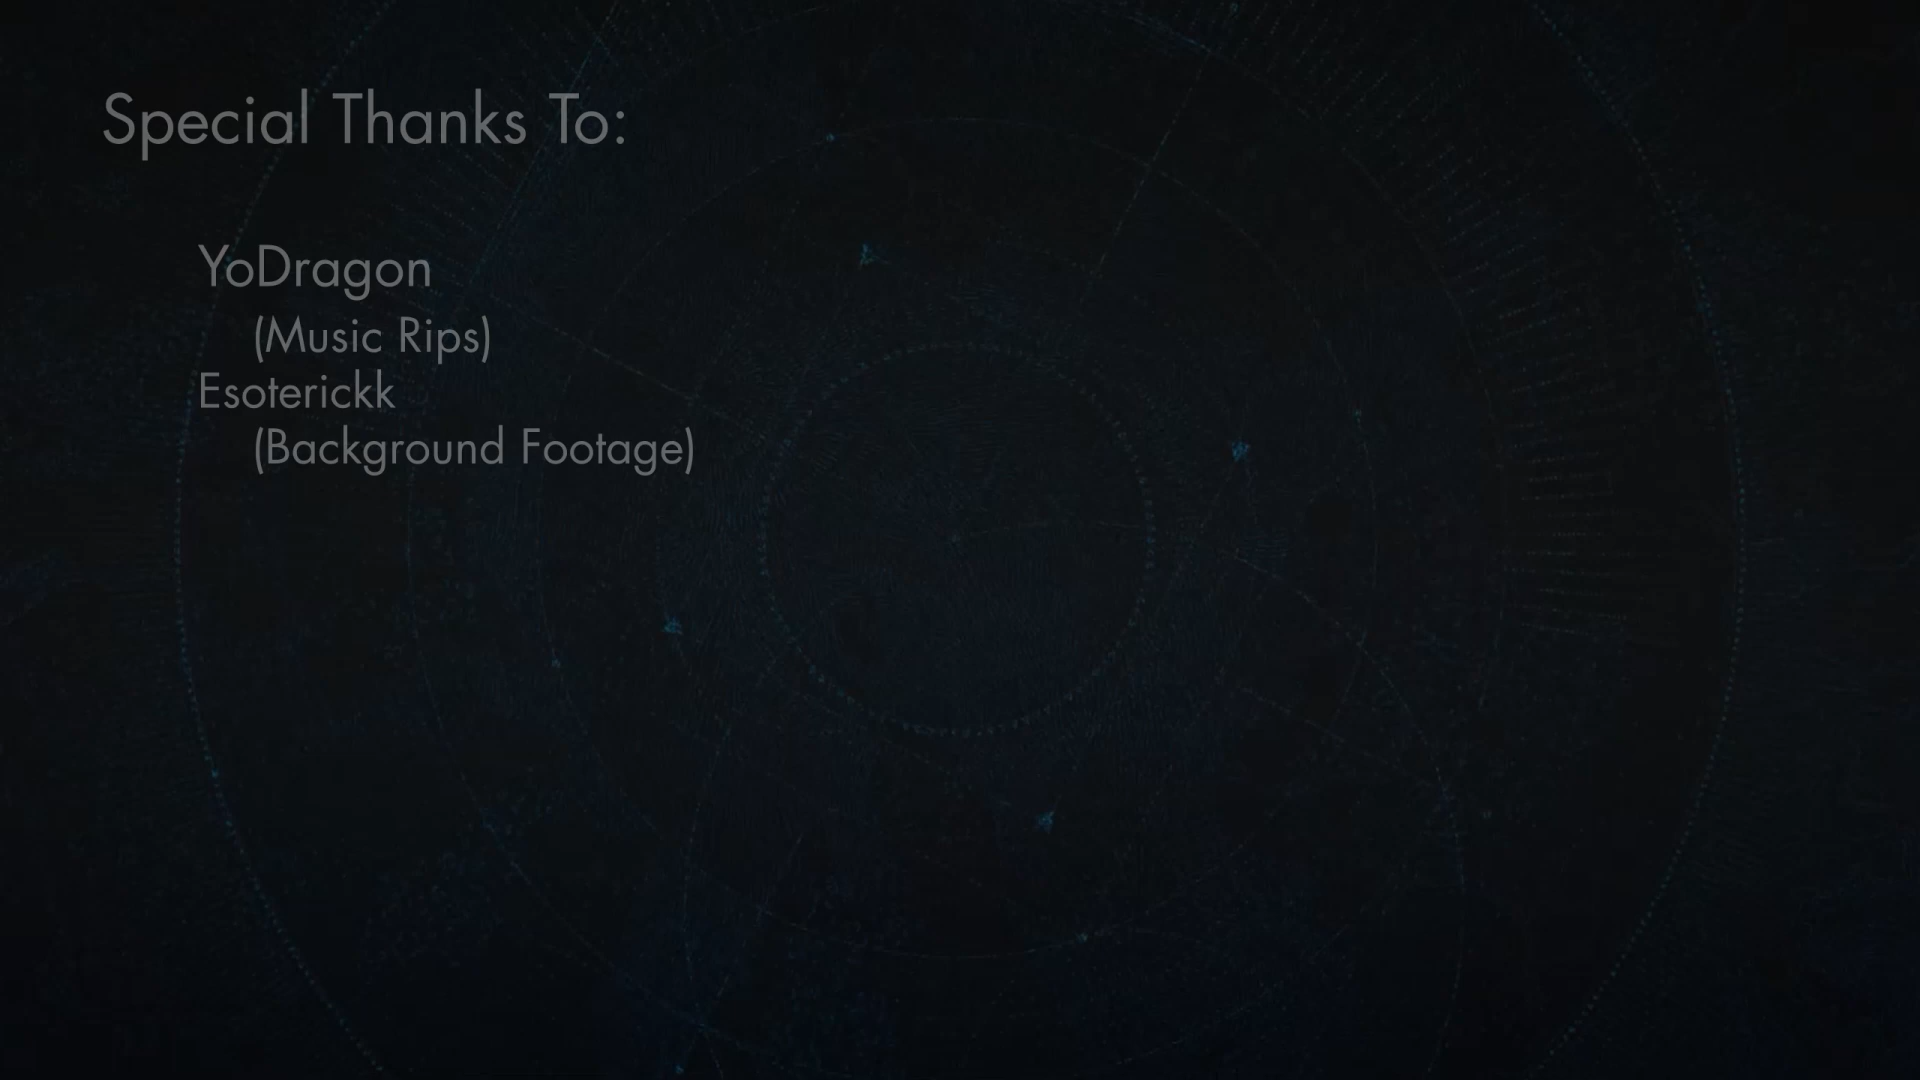 Special Thanks To:
YoDragon
(Music Rips)
Esoterickk
(Background Footage)